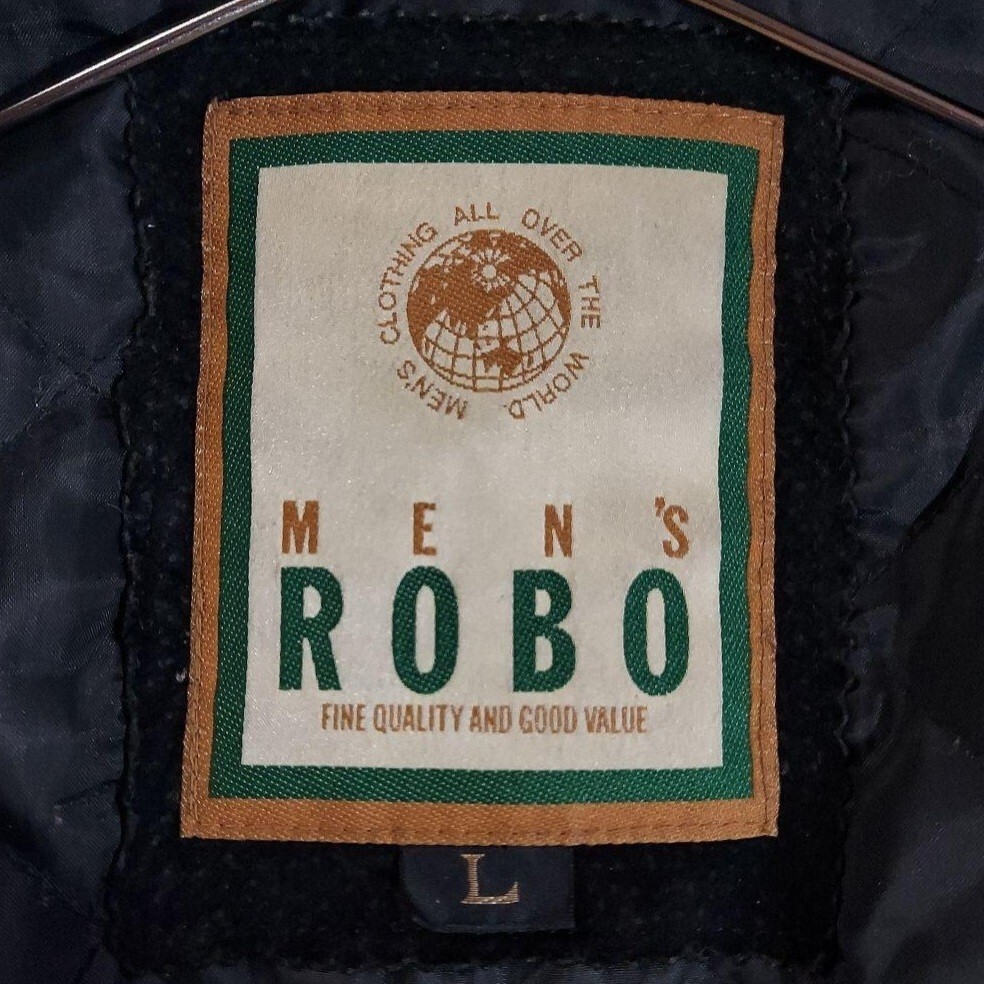 MEN'S CLOTHING ALL OVER THE WORLD.
MEN'S
ROBO
FINE QUALITY AND GOOD VALUE
L